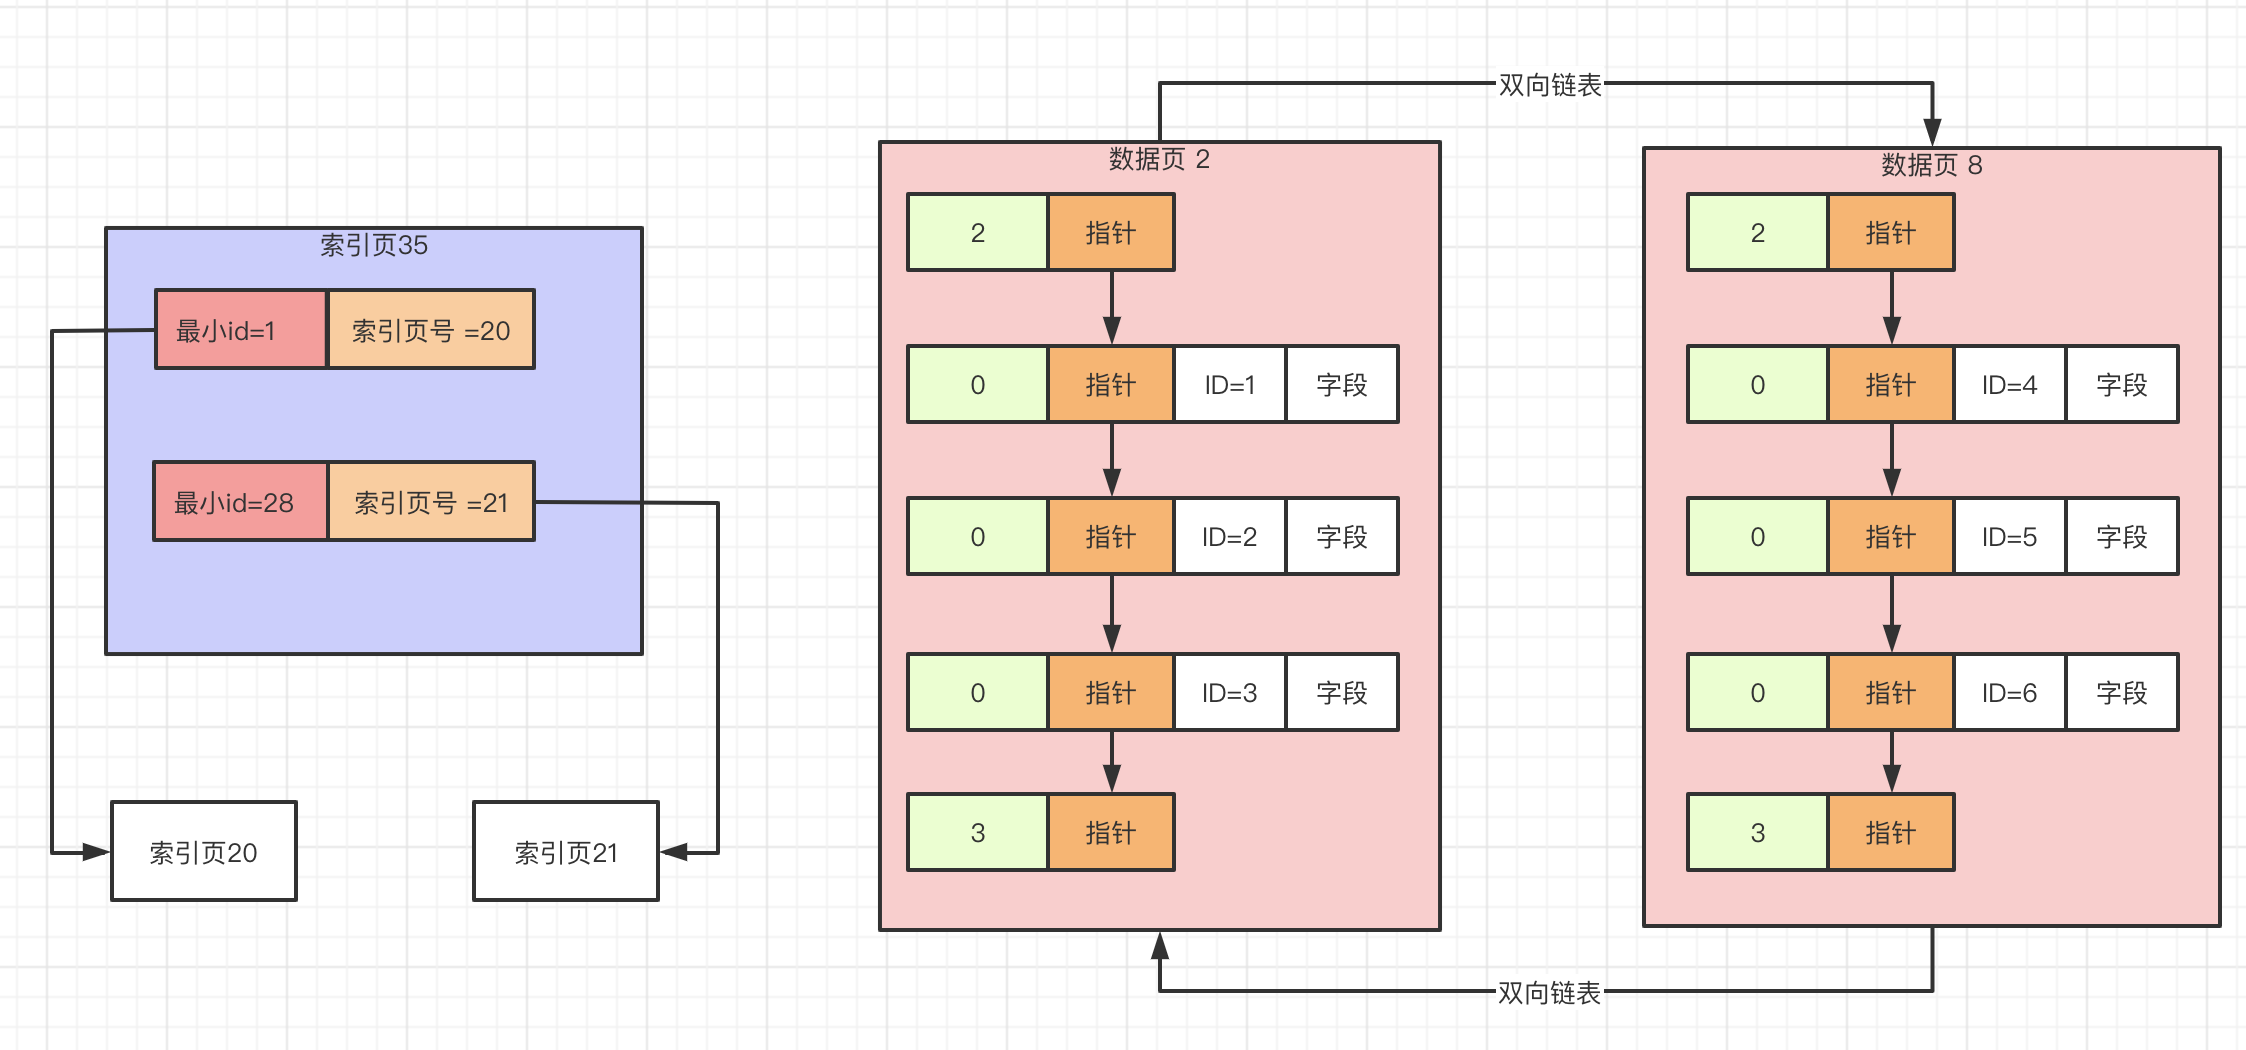 双向链表
索引页35
最小id=1 索引页号 =20
最小id=28 索引页号 =21
索引页20
索引页21
数据页 2
2 指针
0 指针 ID=1 字段
0 指针 ID=2 字段
0 指针 ID=3 字段
3 指针
数据页 8
2 指针
0 指针 ID=4 字段
0 指针 ID=5 字段
0 指针 ID=6 字段
3 指针
双向链表